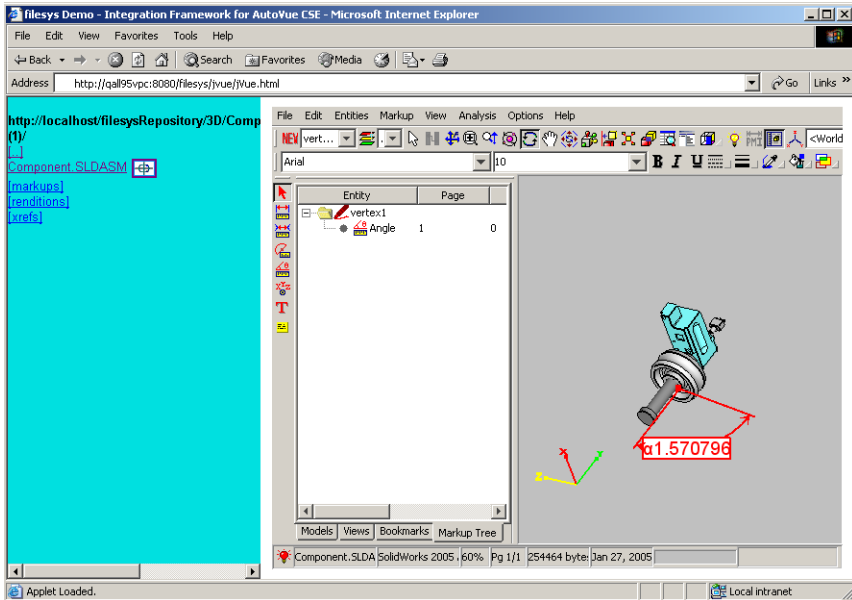 filesys Demo - Integration Framework for AutoVue CSE - Microsoft Internet Explorer
File Edit View Favorites Tools Help
Back Search Favorites Media
Address http://qall95vpc:8080/filesys/jvue/jVue.html Go Links »
http://localhost/filesysRepository/3D/Comp
(1)/
[..]
Component.SLDASM
[markups]
[renditions]
[xrefs]
File Edit Entities Markup View Analysis Options Help
NEW vert... . <World
Arial 10 B I U
Entity Page
vertex1
Angle 1 0
T
α1.570796
X Y Z
Models Views Bookmarks Markup Tree
Component.SLDA SolidWorks 2005 . 60% Pg 1/1 254464 byte: Jan 27, 2005
Applet Loaded. Local intranet